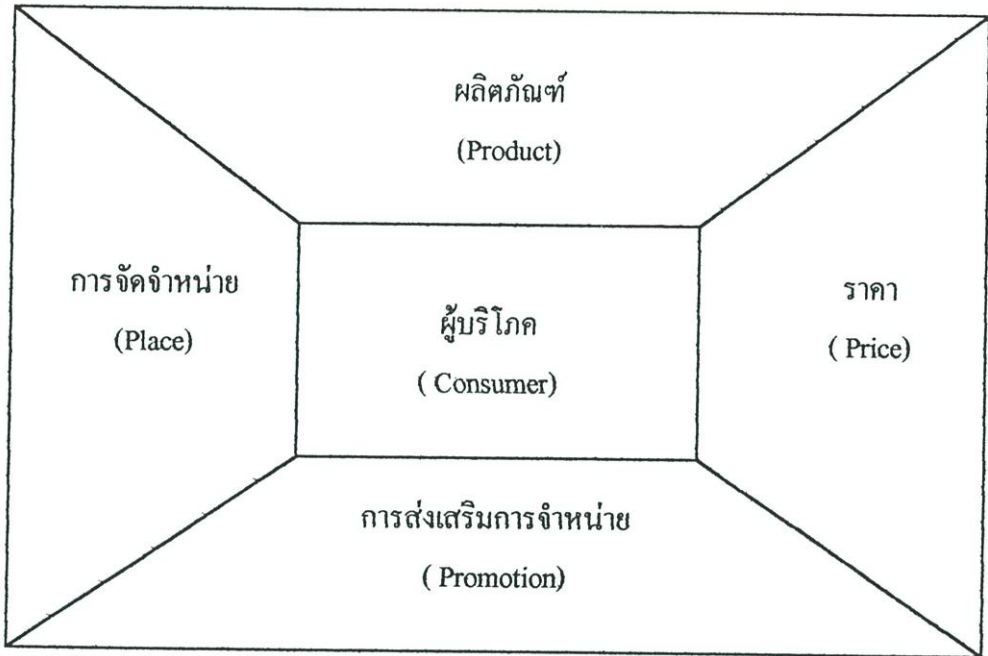 ผลิตภัณฑ์
(Product)
การจัดจำหน่าย
(Place)
ผู้บริโภค
( Consumer)
ราคา
( Price)
การส่งเสริมการจำหน่าย
( Promotion)